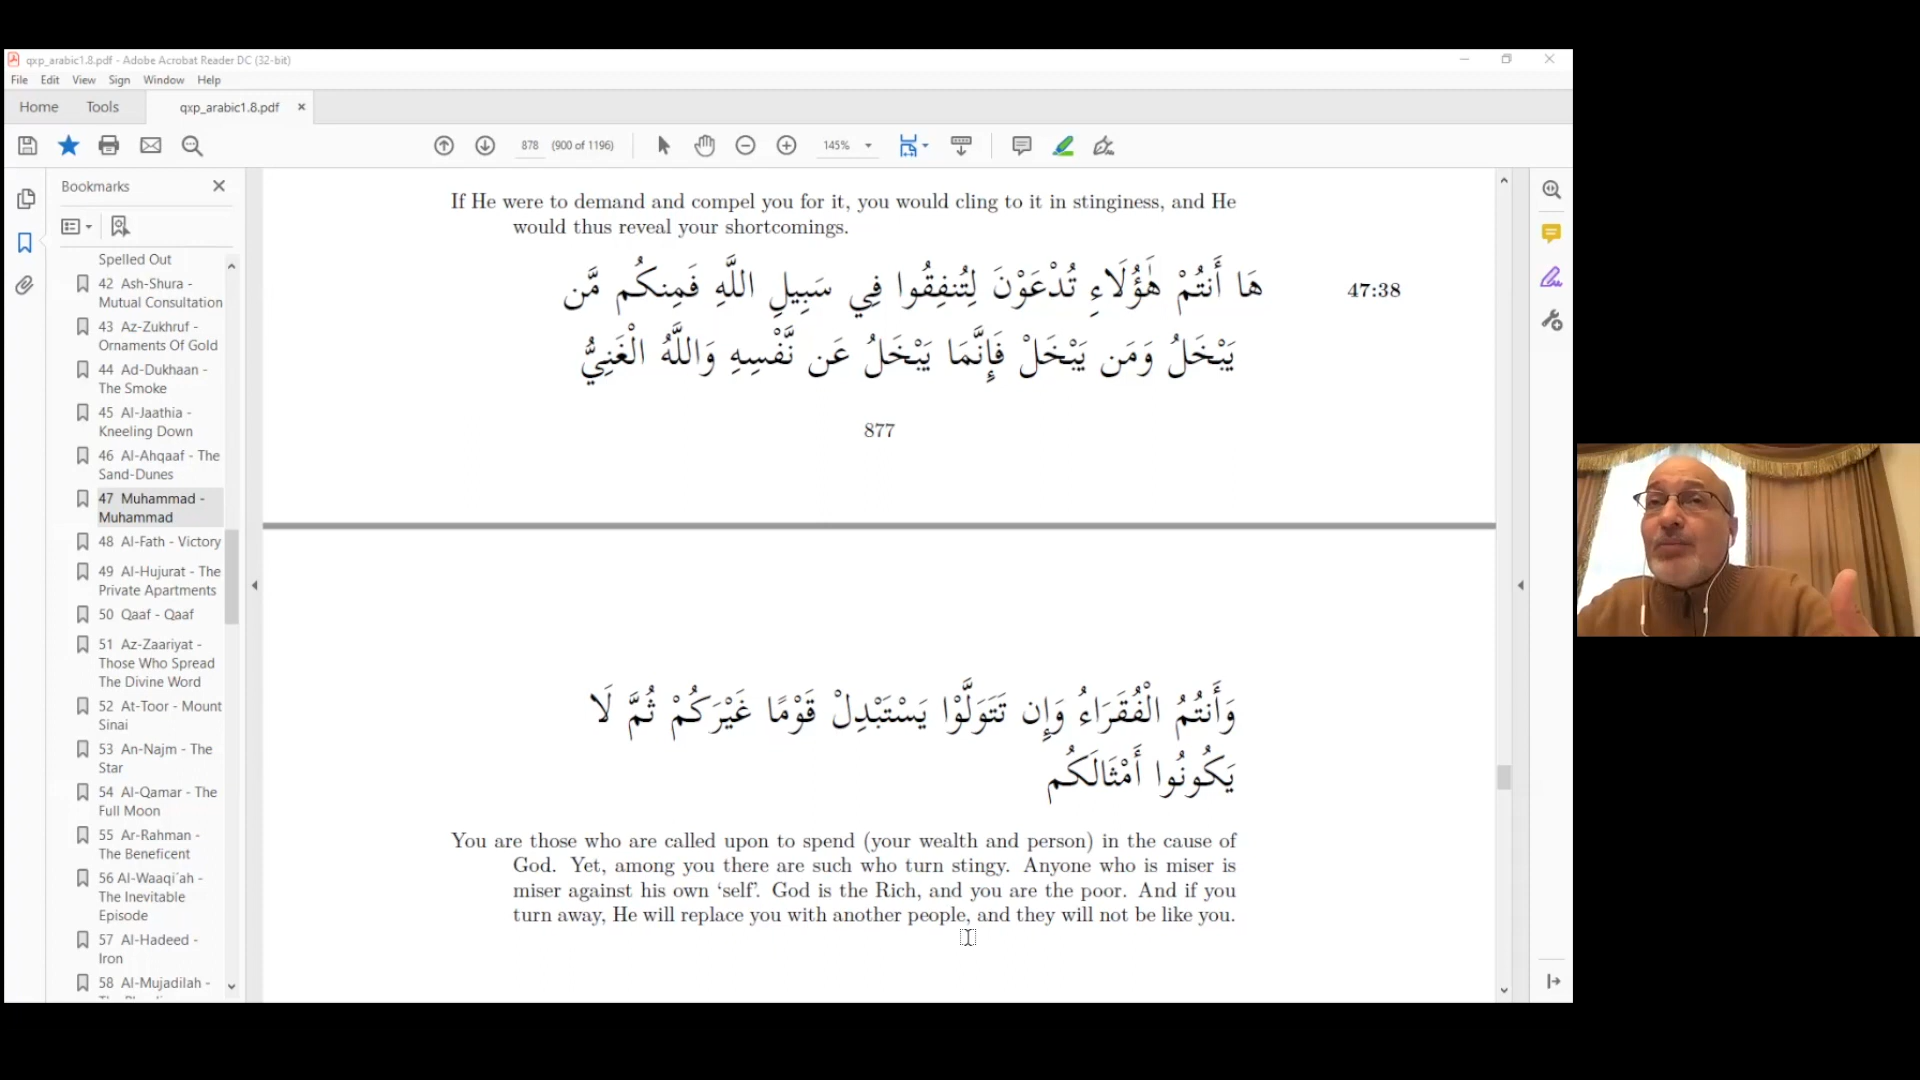 qxp_arabic1.8.pdf - Adobe Acrobat Reader DC (32-bit)
File Edit View Sign Window Help
Home Tools qxp_arabic1.8.pdf
878 (900 of 1196) 145%
Bookmarks
Spelled Out
42 Ash-Shura -
Mutual Consultation
43 Az-Zukhruf -
Ornaments Of Gold
44 Ad-Dukhaan -
The Smoke
45 Al-Jaathia -
Kneeling Down
46 Al-Ahqaaf - The
Sand-Dunes
47 Muhammad -
Muhammad
48 Al-Fath - Victory
49 Al-Hujurat - The
Private Apartments
50 Qaaf - Qaaf
51 Az-Zaariyat -
Those Who Spread
The Divine Word
52 At-Toor - Mount
Sinai
53 An-Najm - The
Star
54 Al-Qamar - The
Full Moon
55 Ar-Rahman -
The Beneficent
56 Al-Waaqi´ah -
The Inevitable
Episode
57 Al-Hadeed -
Iron
58 Al-Mujadilah -
If He were to demand and compel you for it, you would cling to it in stinginess, and He
would thus reveal your shortcomings.
47:38
هَا أَنتُمْ هَٰؤُلَاءِ تُدْعَوْنَ لِتُنفِقُوا فِي سَبِيلِ اللَّهِ فَمِنكُم مَّن
يَبْخَلُ وَمَن يَبْخَلْ فَإِنَّمَا يَبْخَلُ عَن نَّفْسِهِ وَاللَّهُ الْغَنِيُّ
877
وَأَنتُمُ الْفُقَرَاءُ وَإِن تَتَوَلَّوْا يَسْتَبْدِلْ قَوْمًا غَيْرَكُمْ ثُمَّ لَا
يَكُونُوا أَمْثَالَكُم
You are those who are called upon to spend (your wealth and person) in the cause of
God. Yet, among you there are such who turn stingy. Anyone who is miser is
miser against his own ‘self’. God is the Rich, and you are the poor. And if you
turn away, He will replace you with another people, and they will not be like you.